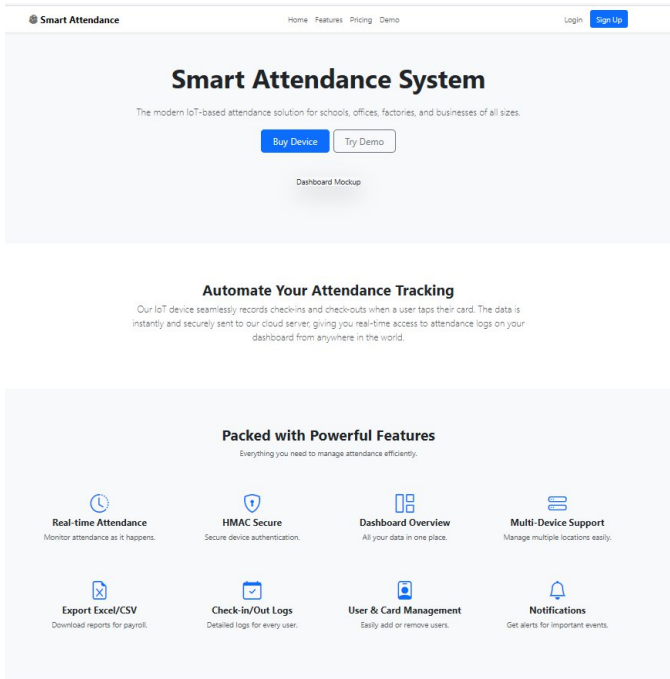 Smart Attendance
Home Features Pricing Demo
Login Sign Up
Smart Attendance System
The modern IoT-based attendance solution for schools, offices, factories, and businesses of all sizes.
Buy Device Try Demo
Dashboard Mockup
Automate Your Attendance Tracking
Our IoT device seamlessly records check-ins and check-outs when a user taps their card. The data is
instantly and securely sent to our cloud server, giving you real-time access to attendance logs on your
dashboard from anywhere in the world.
Packed with Powerful Features
Everything you need to manage attendance efficiently.
Real-time Attendance
Monitor attendance as it happens.
HMAC Secure
Secure device authentication.
Dashboard Overview
All your data in one place.
Multi-Device Support
Manage multiple locations easily.
Export Excel/CSV
Download reports for payroll.
Check-in/Out Logs
Detailed logs for every user.
User & Card Management
Easily add or remove users.
Notifications
Get alerts for important events.